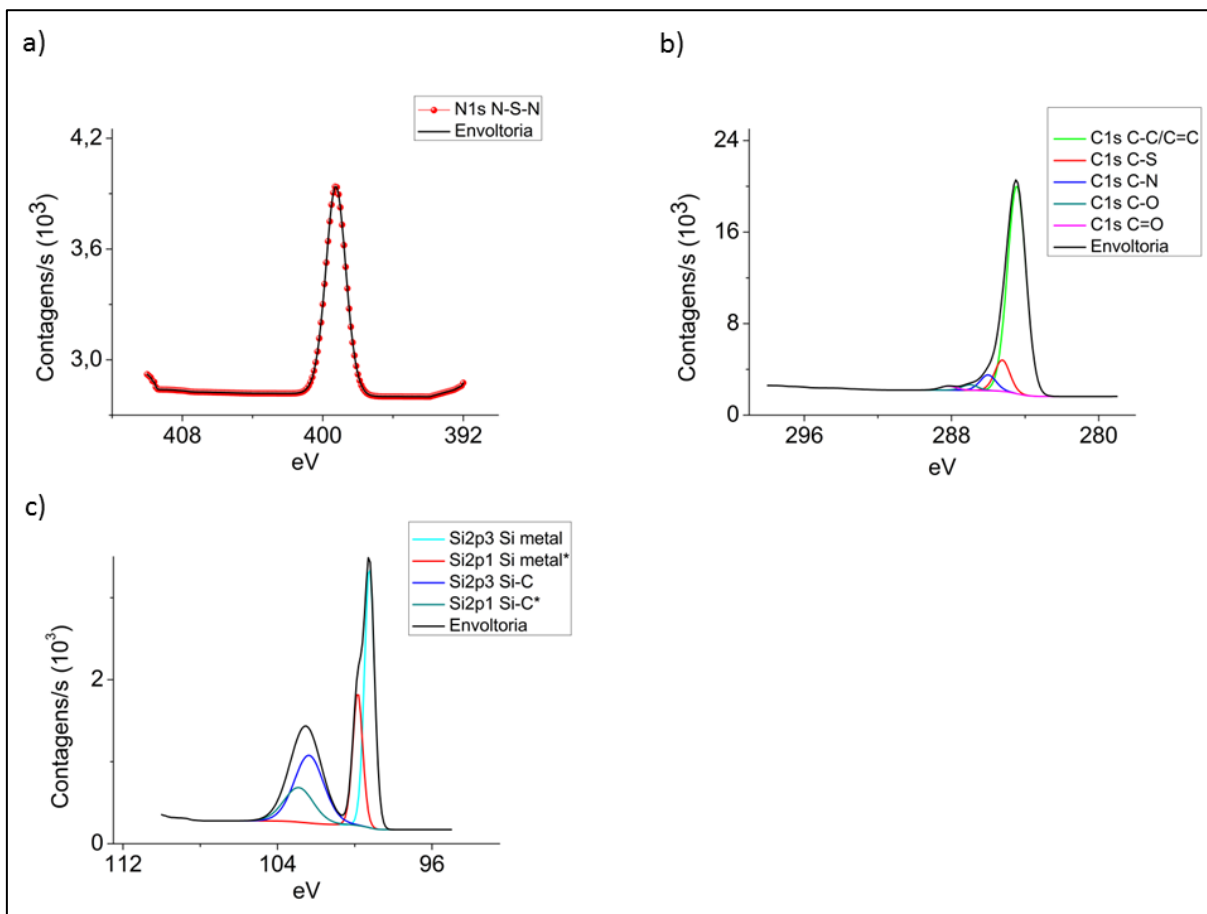 a)
N1s N-S-N
Envoltoria
4,2
3,6
3,0
Contagens/s (10³)
408
400
392
eV
b)
C1s C-C/C=C
C1s C-S
C1s C-N
C1s C-O
C1s C=O
Envoltoria
24
16
8
0
Contagens/s (10³)
296
288
280
eV
c)
Si2p3 Si metal
Si2p1 Si metal*
Si2p3 Si-C
Si2p1 Si-C*
Envoltoria
2
0
Contagens/s (10³)
112
104
96
eV